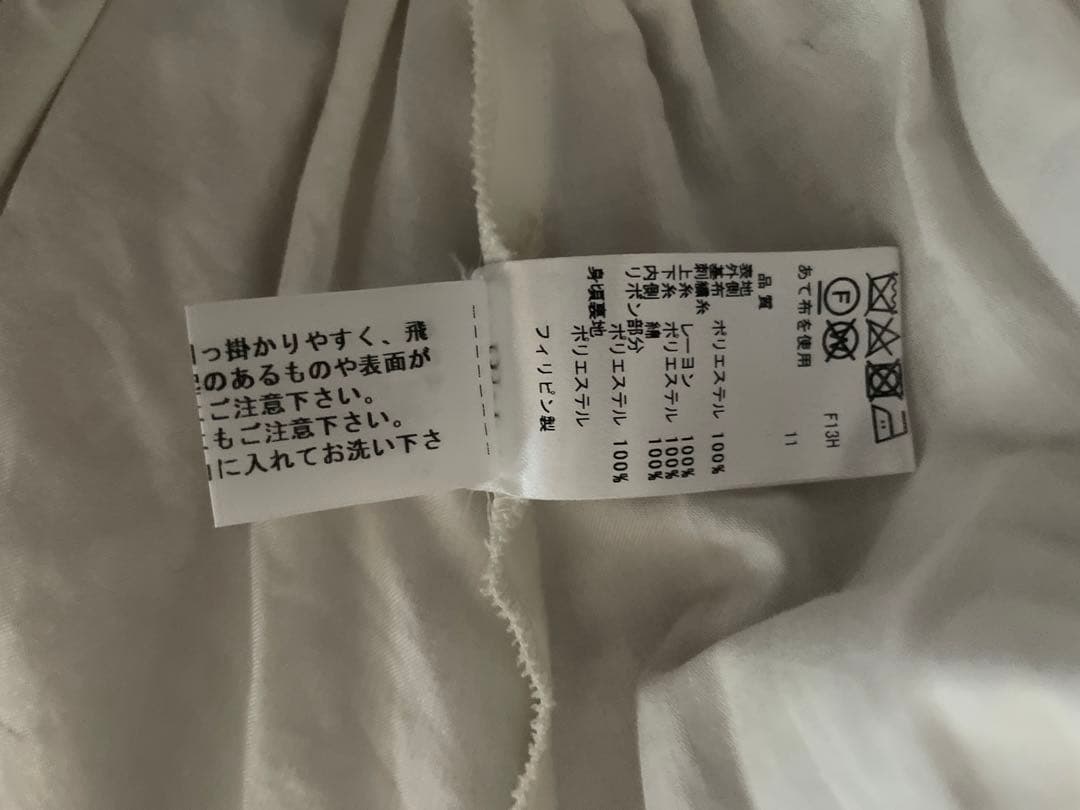 F13H
11
Ⓕ
あて布を使用
品質
表地
外側
基布 ポリエステル 100%
刺繍糸
上糸 レーヨン 100%
下糸 ポリエステル 100%
内側 綿 100%
リボン部分
ポリエステル 100%
身頃裏地
ポリエステル
フィリピン製
っ掛かりやすく、飛
のあるものや表面が
ご注意下さい。
もご注意下さい。
に入れてお洗い下さ